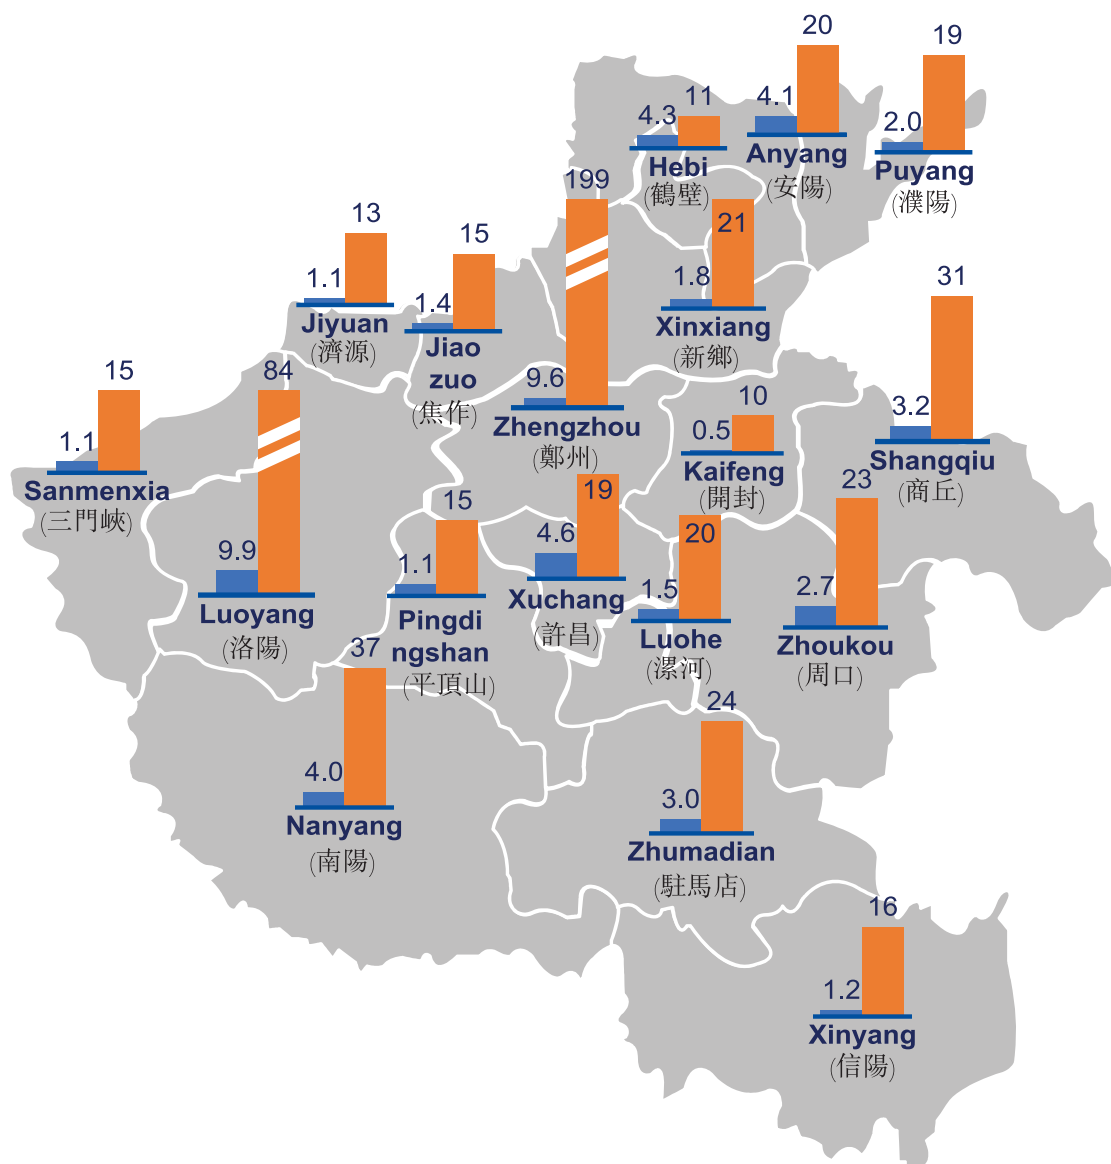 20
4.1
Anyang
(安陽)
19
2.0
Puyang
(濮陽)
11
4.3
Hebi
(鶴壁)
199
9.6
Zhengzhou
(鄭州)
21
1.8
Xinxiang
(新鄉)
13
1.1
Jiyuan
(濟源)
15
1.4
Jiao
zuo
(焦作)
31
3.2
Shangqiu
(商丘)
15
1.1
Sanmenxia
(三門峽)
84
9.9
Luoyang
(洛陽)
10
0.5
Kaifeng
(開封)
15
1.1
Pingdi
ngshan
(平頂山)
19
4.6
Xuchang
(許昌)
20
1.5
Luohe
(漯河)
23
2.7
Zhoukou
(周口)
37
4.0
Nanyang
(南陽)
24
3.0
Zhumadian
(駐馬店)
16
1.2
Xinyang
(信陽)